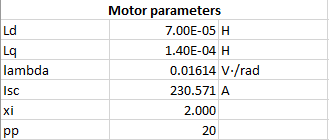 Motor parameters
Ld 7.00E-05 H
Lq 1.40E-04 H
lambda 0.01614 V·/rad
Isc 230.571 A
xi 2.000
pp 20